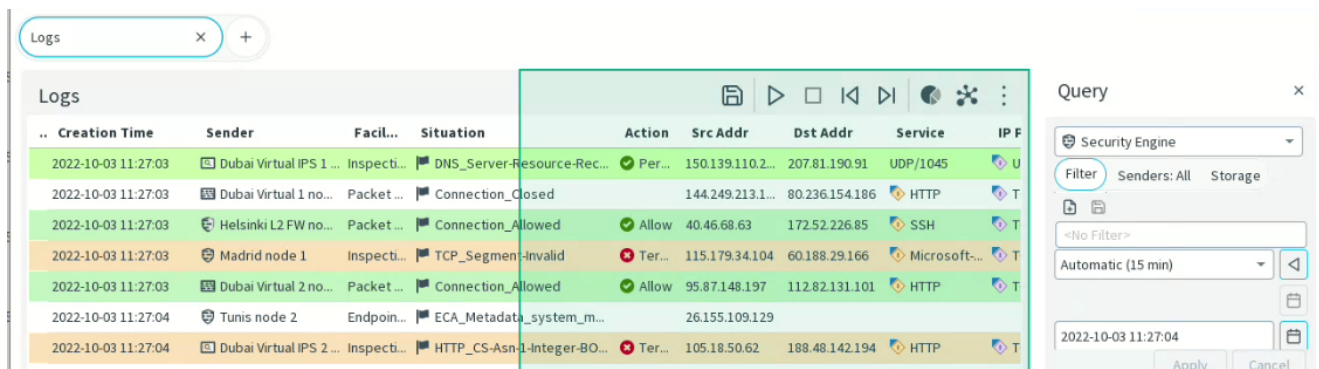 Logs × +
Logs
.. Creation Time Sender Facil... Situation Action Src Addr Dst Addr Service IP F
2022-10-03 11:27:03 Dubai Virtual IPS 1 ... Inspecti... DNS_Server-Resource-Rec... Per... 150.139.110.2... 207.81.190.91 UDP/1045 U
2022-10-03 11:27:03 Dubai Virtual 1 no... Packet ... Connection_Closed 144.249.213.1... 80.236.154.186 HTTP T
2022-10-03 11:27:03 Helsinki L2 FW no... Packet ... Connection_Allowed Allow 40.46.68.63 172.52.226.85 SSH T
2022-10-03 11:27:03 Madrid node 1 Inspecti... TCP_Segment-Invalid Ter... 115.179.34.104 60.188.29.166 Microsoft-... T
2022-10-03 11:27:03 Dubai Virtual 2 no... Packet ... Connection_Allowed Allow 95.87.148.197 112.82.131.101 HTTP T
2022-10-03 11:27:04 Tunis node 2 Endpoin... ECA_Metadata_system_m... 26.155.109.129
2022-10-03 11:27:04 Dubai Virtual IPS 2 ... Inspecti... HTTP_CS-Asn-1-Integer-BO... Ter... 105.18.50.62 188.48.142.194 HTTP T
Query ×
Security Engine
Filter Senders: All Storage
<No Filter>
Automatic (15 min)
2022-10-03 11:27:04
Apply Cancel